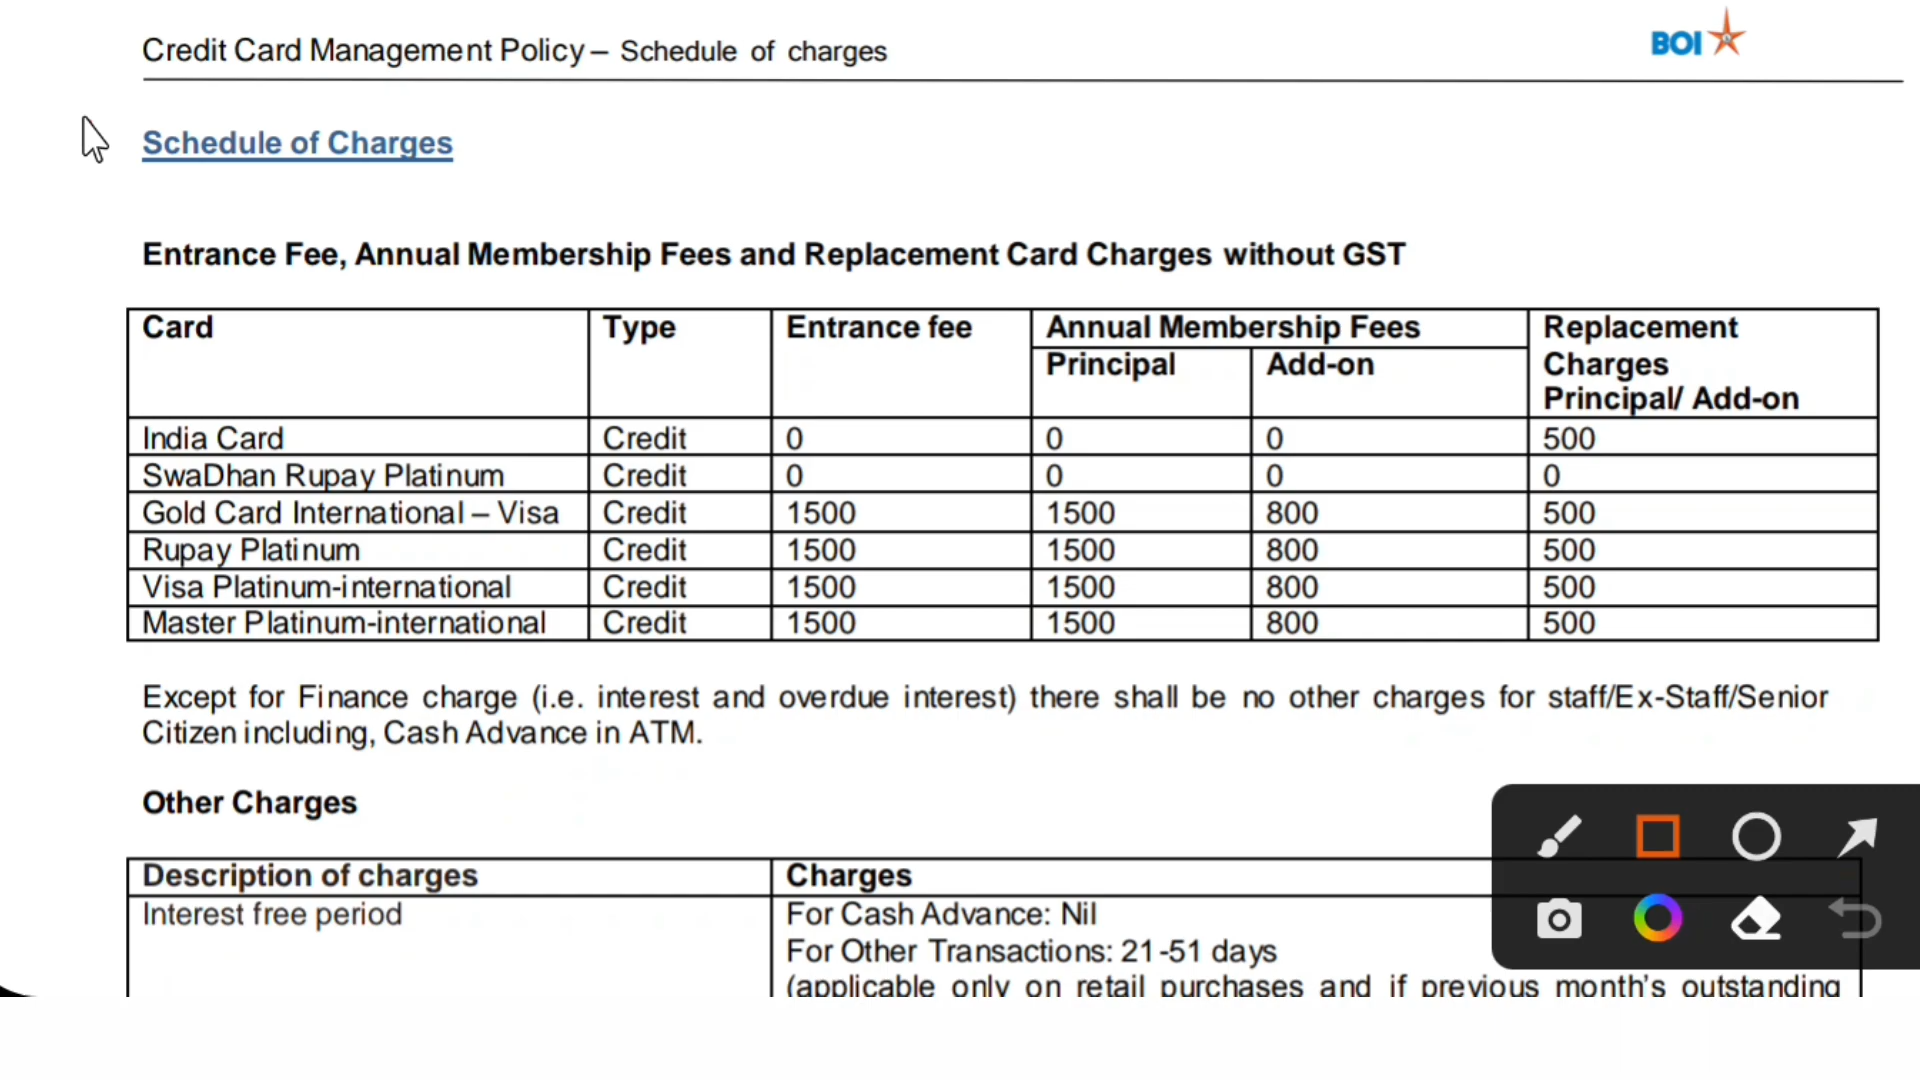 Credit Card Management Policy – Schedule of charges
BOI
Schedule of Charges
Entrance Fee, Annual Membership Fees and Replacement Card Charges without GST
Card Type Entrance fee Annual Membership Fees Replacement Charges Principal/ Add-on
Principal Add-on
India Card Credit 0 0 0 500
SwaDhan Rupay Platinum Credit 0 0 0 0
Gold Card International – Visa Credit 1500 1500 800 500
Rupay Platinum Credit 1500 1500 800 500
Visa Platinum-international Credit 1500 1500 800 500
Master Platinum-international Credit 1500 1500 800 500
Except for Finance charge (i.e. interest and overdue interest) there shall be no other charges for staff/Ex-Staff/Senior
Citizen including, Cash Advance in ATM.
Other Charges
Description of charges Charges
Interest free period For Cash Advance: Nil
For Other Transactions: 21-51 days
(applicable only on retail purchases and if previous month's outstanding